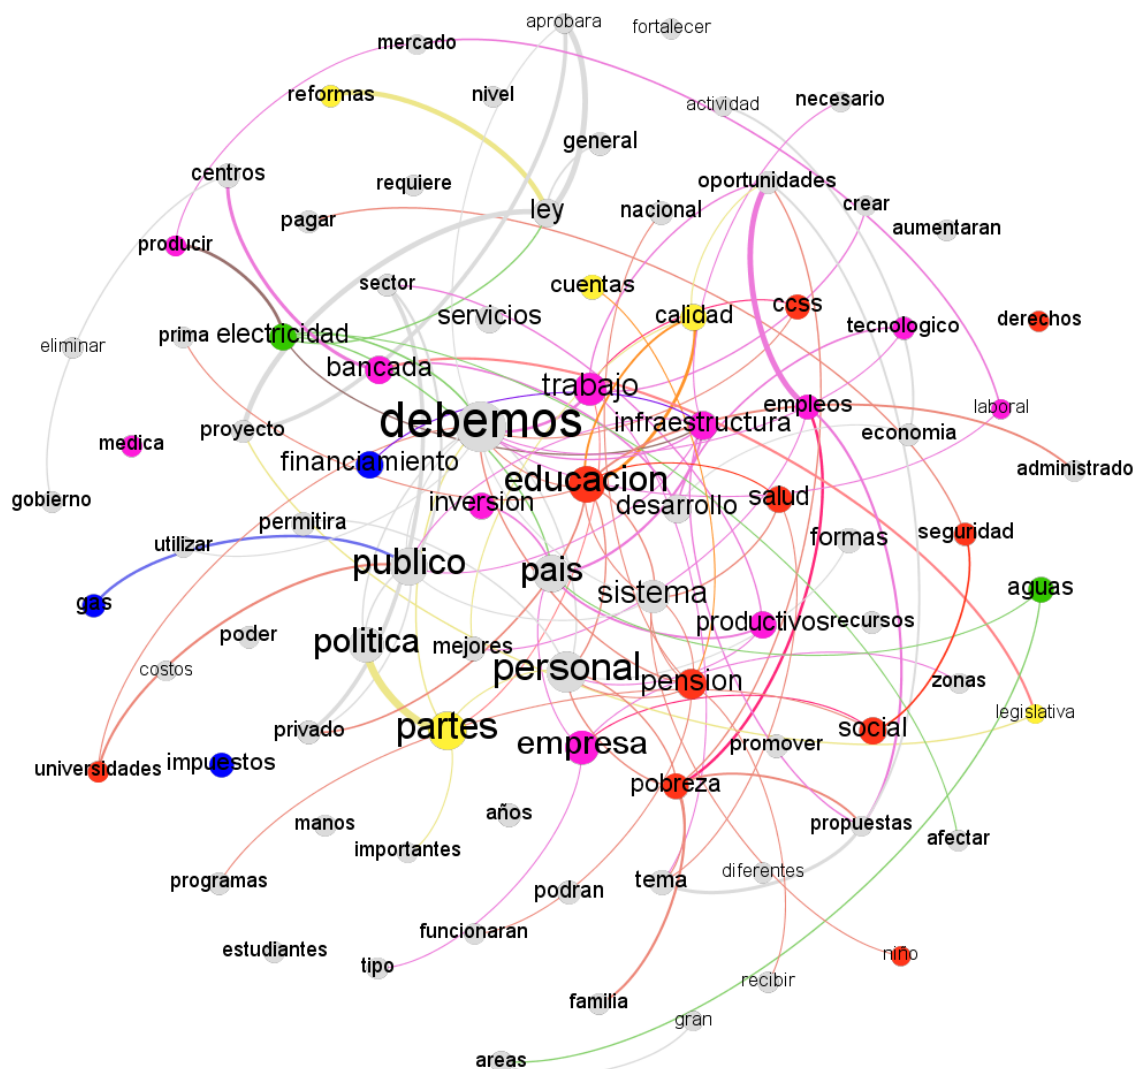 aprobara
fortalecer
mercado
reformas
nivel
actividad
necesario
general
centros
requiere
oportunidades
pagar
ley
nacional
crear
aumentaran
producir
sector
cuentas
servicios
calidad
ccss
tecnologico
derechos
eliminar
prima
electricidad
bancada
trabajo
debemos
infraestructura
empleos
laboral
medica
proyecto
economia
financiamiento
educacion
administrado
gobierno
inversion
desarrollo
salud
permitira
utilizar
formas
seguridad
publico
pais
sistema
aguas
gas
productivos
recursos
poder
politica
mejores
costos
personal
pension
zonas
legislativa
privado
partes
empresa
promover
social
universidades
impuestos
pobreza
manos
años
propuestas
afectar
importantes
programas
podran
tema
diferentes
funcionaran
estudiantes
tipo
niño
familia
recibir
gran
areas